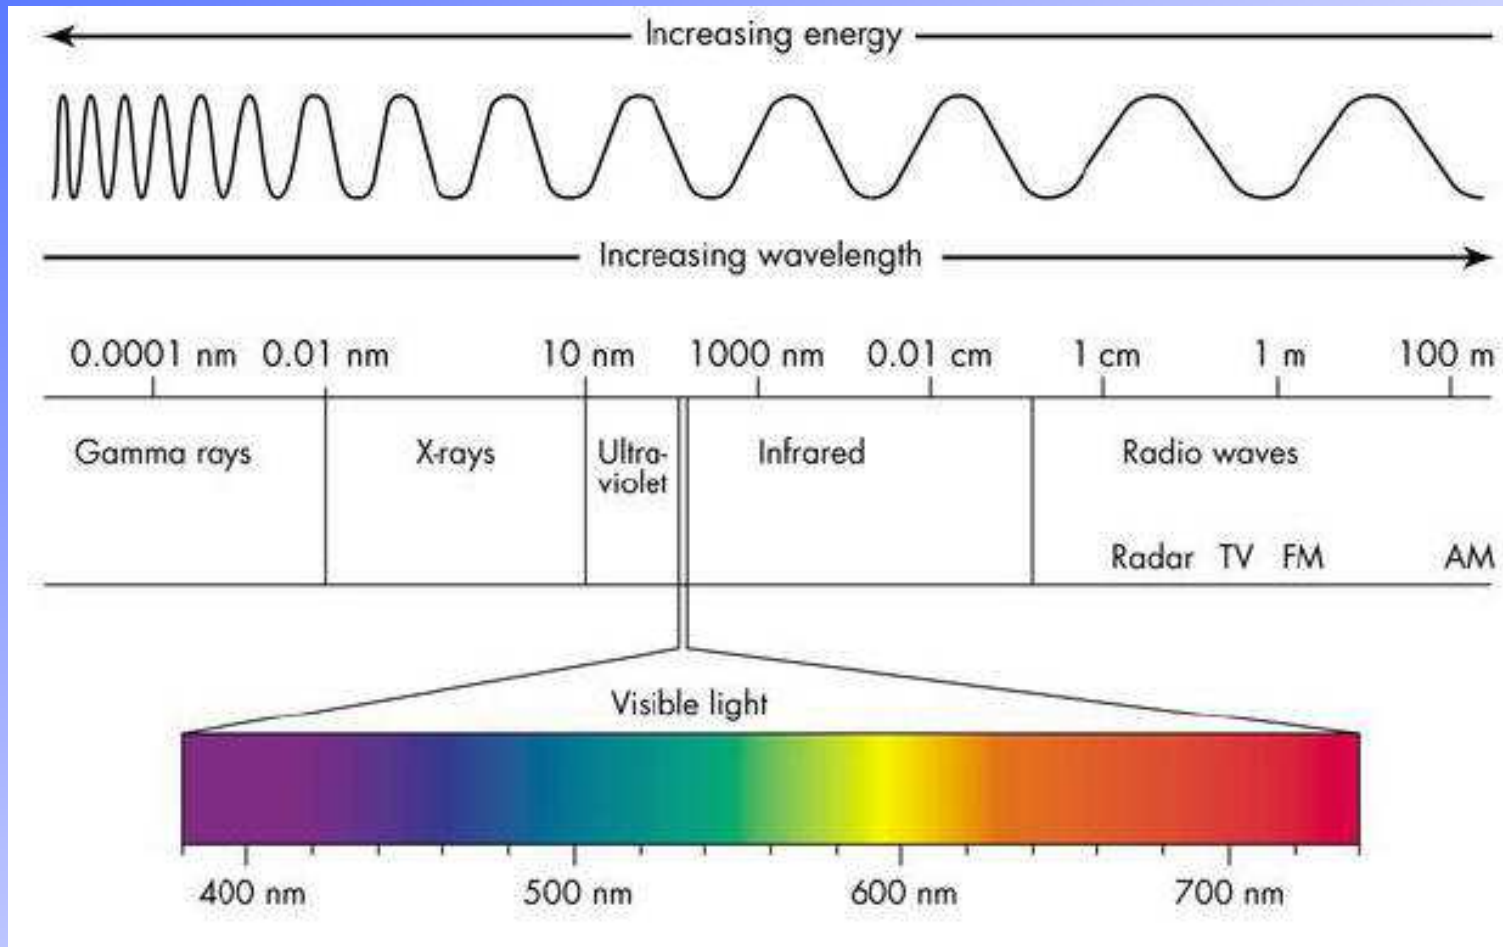 Increasing energy
Increasing wavelength
0.0001 nm 0.01 nm 10 nm 1000 nm 0.01 cm 1 cm 1 m 100 m
Gamma rays X-rays Ultra-
violet Infrared Radio waves
Radar TV FM AM
Visible light
400 nm 500 nm 600 nm 700 nm